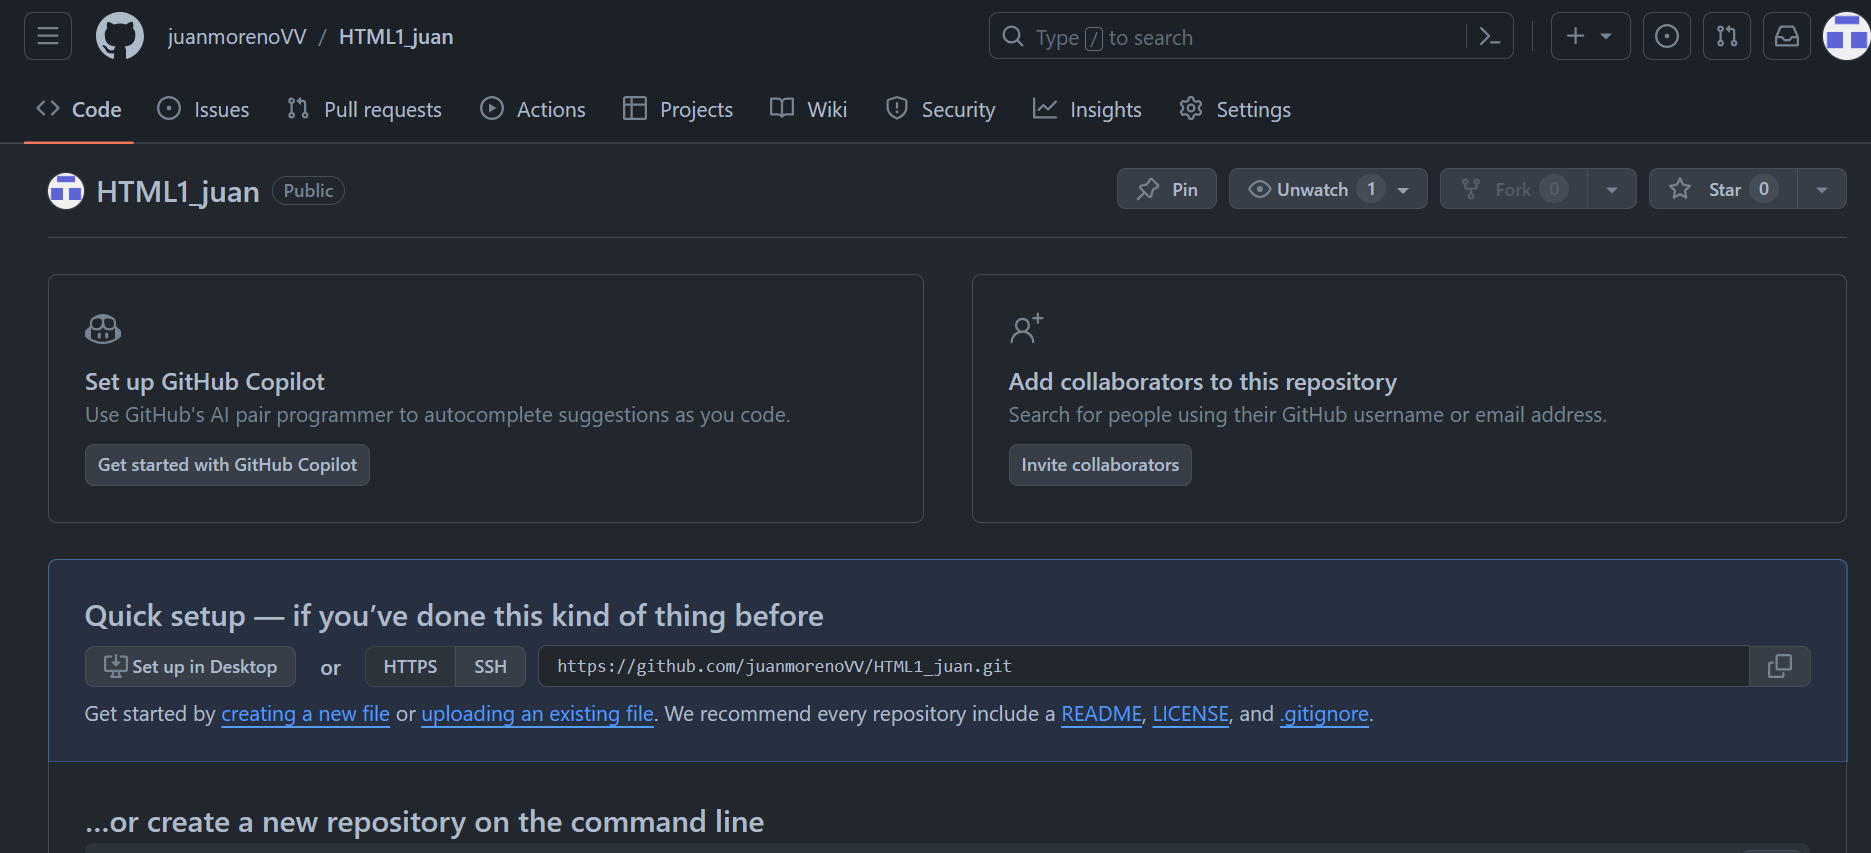 juanmorenoVV / HTML1_juan
Type / to search
Code Issues Pull requests Actions Projects Wiki Security Insights Settings
HTML1_juan Public
Pin Unwatch 1 Fork 0 Star 0
Set up GitHub Copilot
Use GitHub's AI pair programmer to autocomplete suggestions as you code.
Get started with GitHub Copilot
Add collaborators to this repository
Search for people using their GitHub username or email address.
Invite collaborators
Quick setup — if you’ve done this kind of thing before
Set up in Desktop or HTTPS SSH https://github.com/juanmorenoVV/HTML1_juan.git
Get started by creating a new file or uploading an existing file. We recommend every repository include a README, LICENSE, and .gitignore.
…or create a new repository on the command line